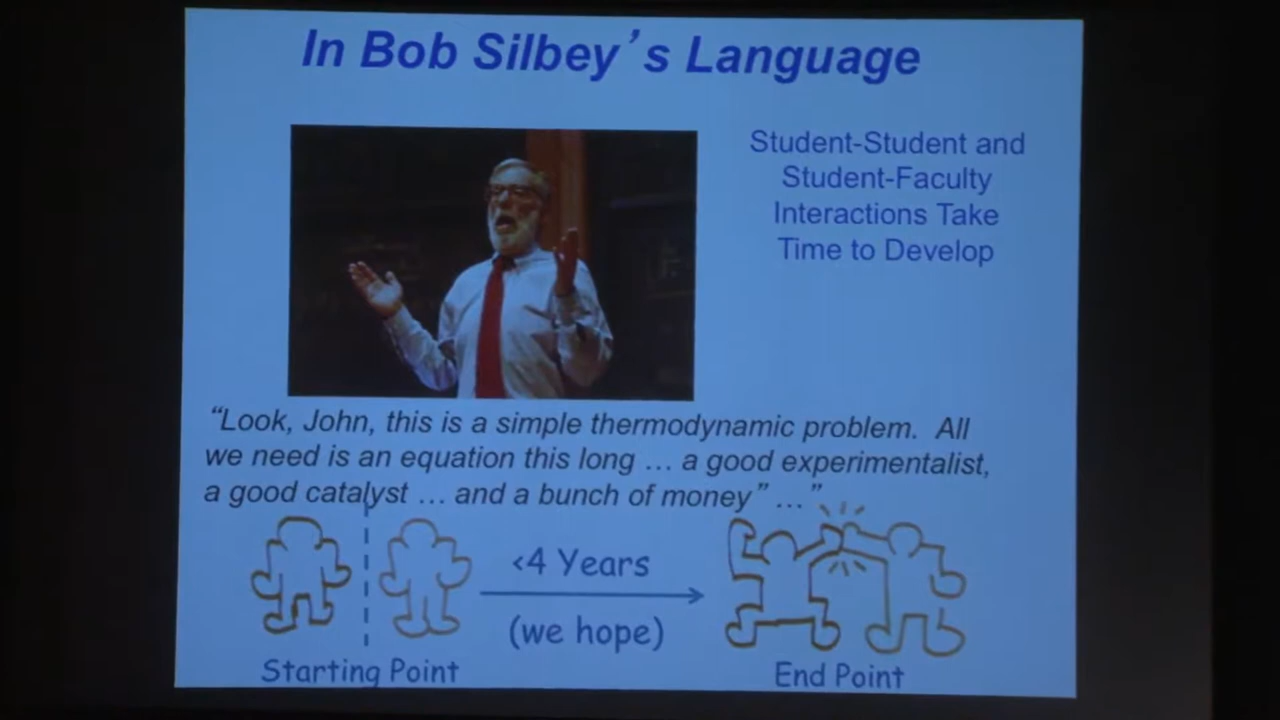 In Bob Silbey's Language
Student-Student and
Student-Faculty
Interactions Take
Time to Develop
“Look, John, this is a simple thermodynamic problem. All
we need is an equation this long … a good experimentalist,
a good catalyst … and a bunch of money” …”
<4 Years
(we hope)
Starting Point
End Point